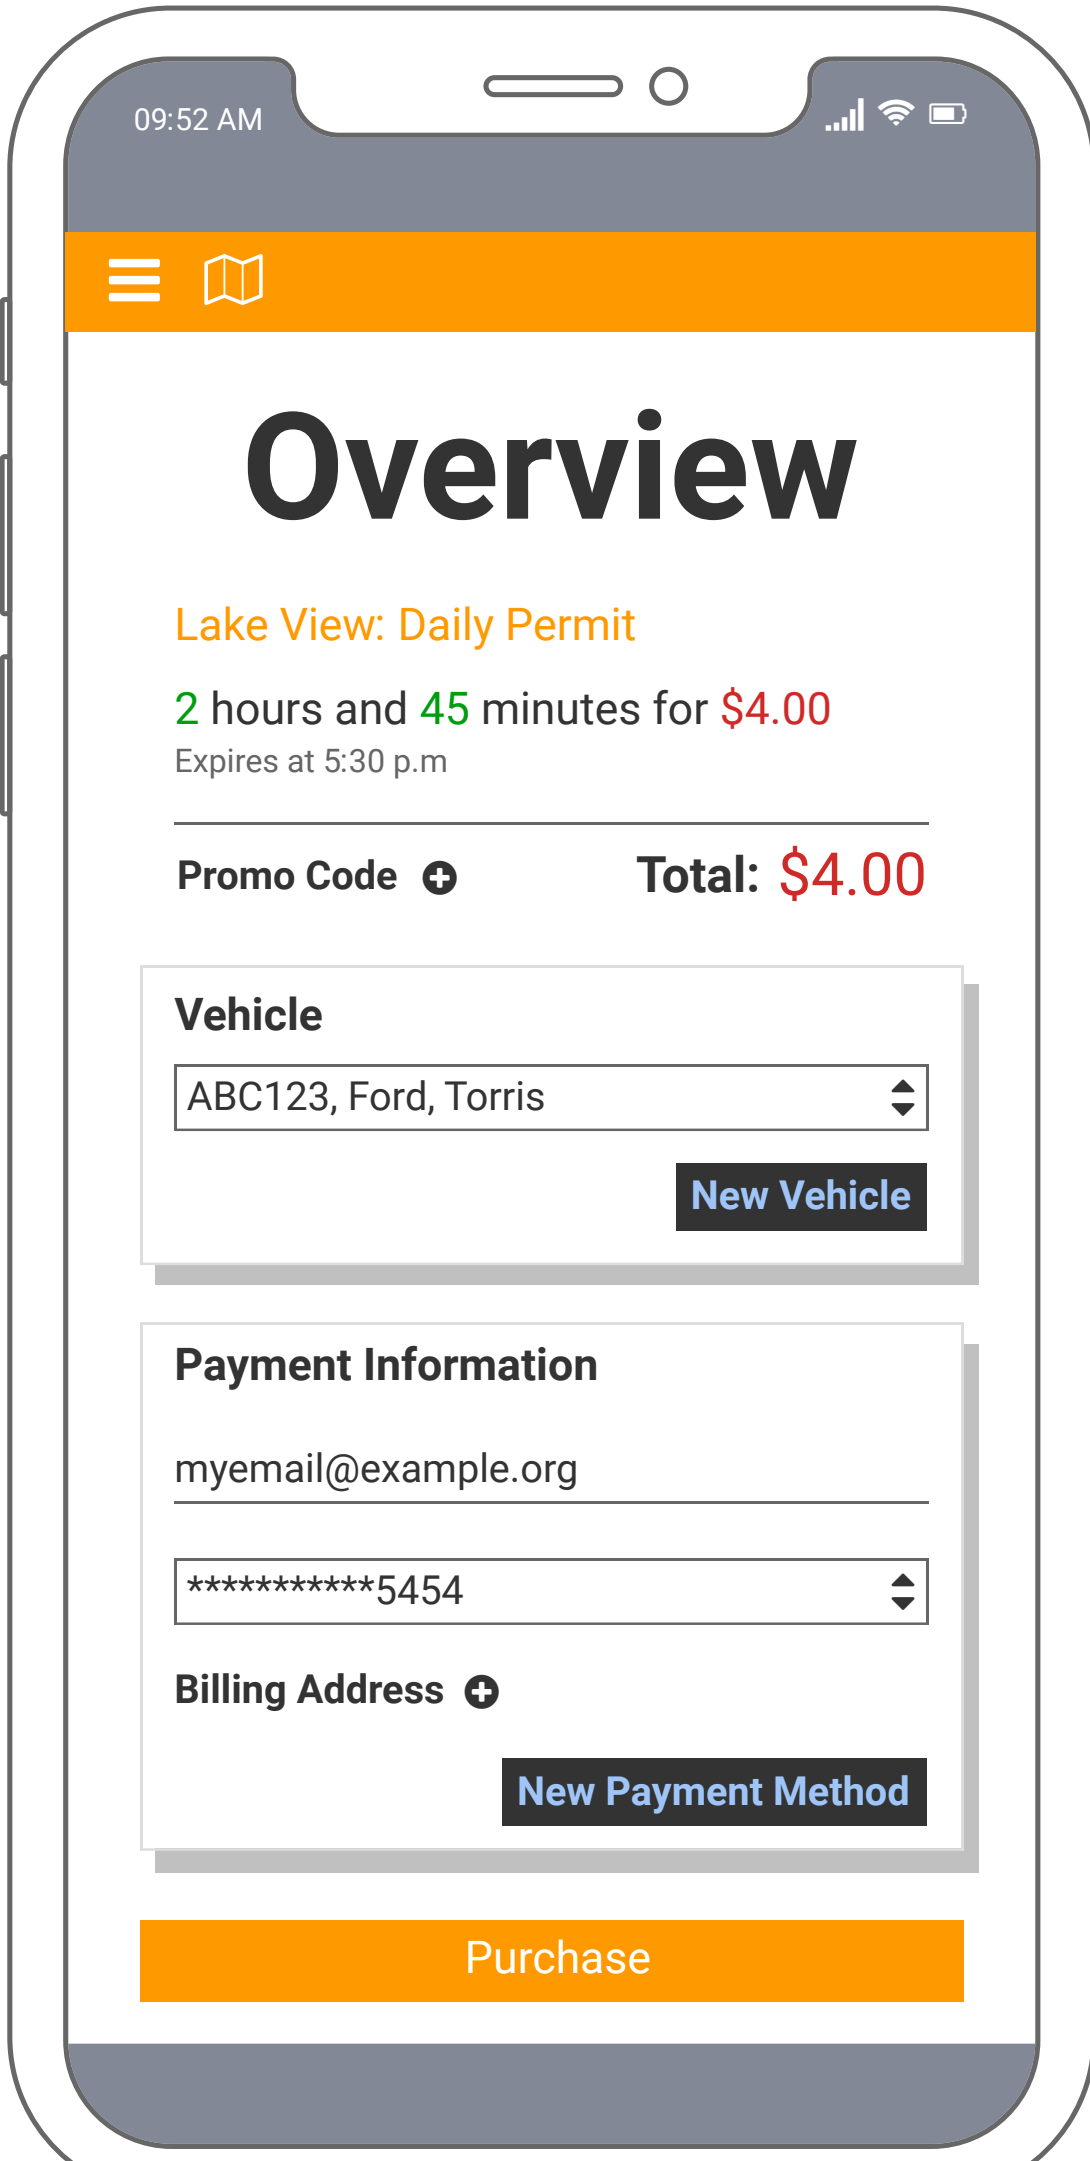 09:52 AM
Overview
Lake View: Daily Permit
2 hours and 45 minutes for $4.00
Expires at 5:30 p.m
Promo Code Total: $4.00
Vehicle
ABC123, Ford, Torris
New Vehicle
Payment Information
myemail@example.org
***********5454
Billing Address
New Payment Method
Purchase